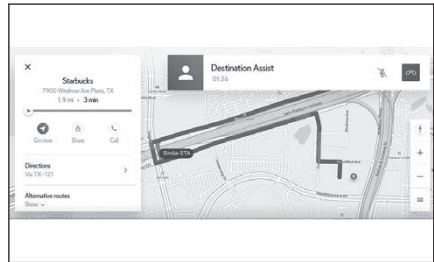 Destination Assist
01:26
Starbucks
7900 Windrose Ave Plano, TX
1.9 mi • 3 min
Go now
Share
Call
Directions
Via TX-121
Alternative routes
Show
Similar ETA